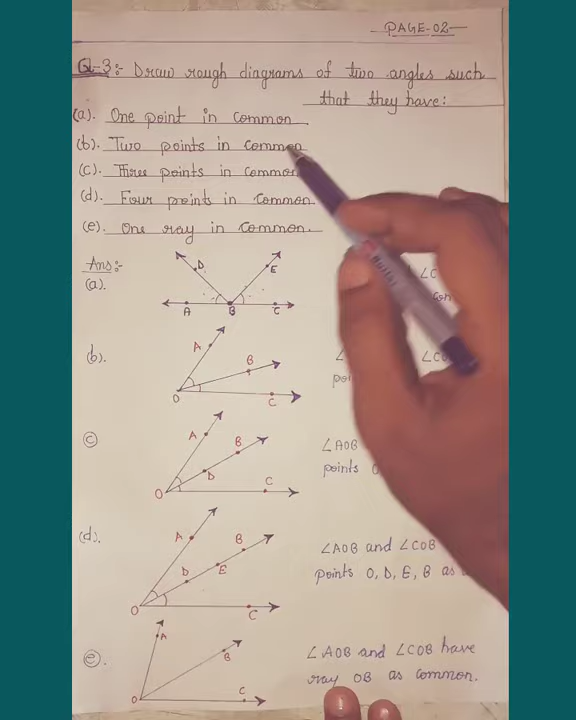 PAGE-02
Q-3:- Draw rough diagrams of two angles such
that they have:
(a). One point in common
(b). Two points in common
(c). Three points in common
(d). Four points in common
(e). One ray in common.
Ans:-
(a).
D
E
A
B
C
∠C
(b).
A
B
O
C
∠
(c)
A
B
D
O
C
∠AOB
points O
(d).
A
B
D
E
O
C
∠AOB and ∠COB
points O, D, E, B as
(e).
A
B
O
C
∠AOB and ∠COB have
ray OB as common.